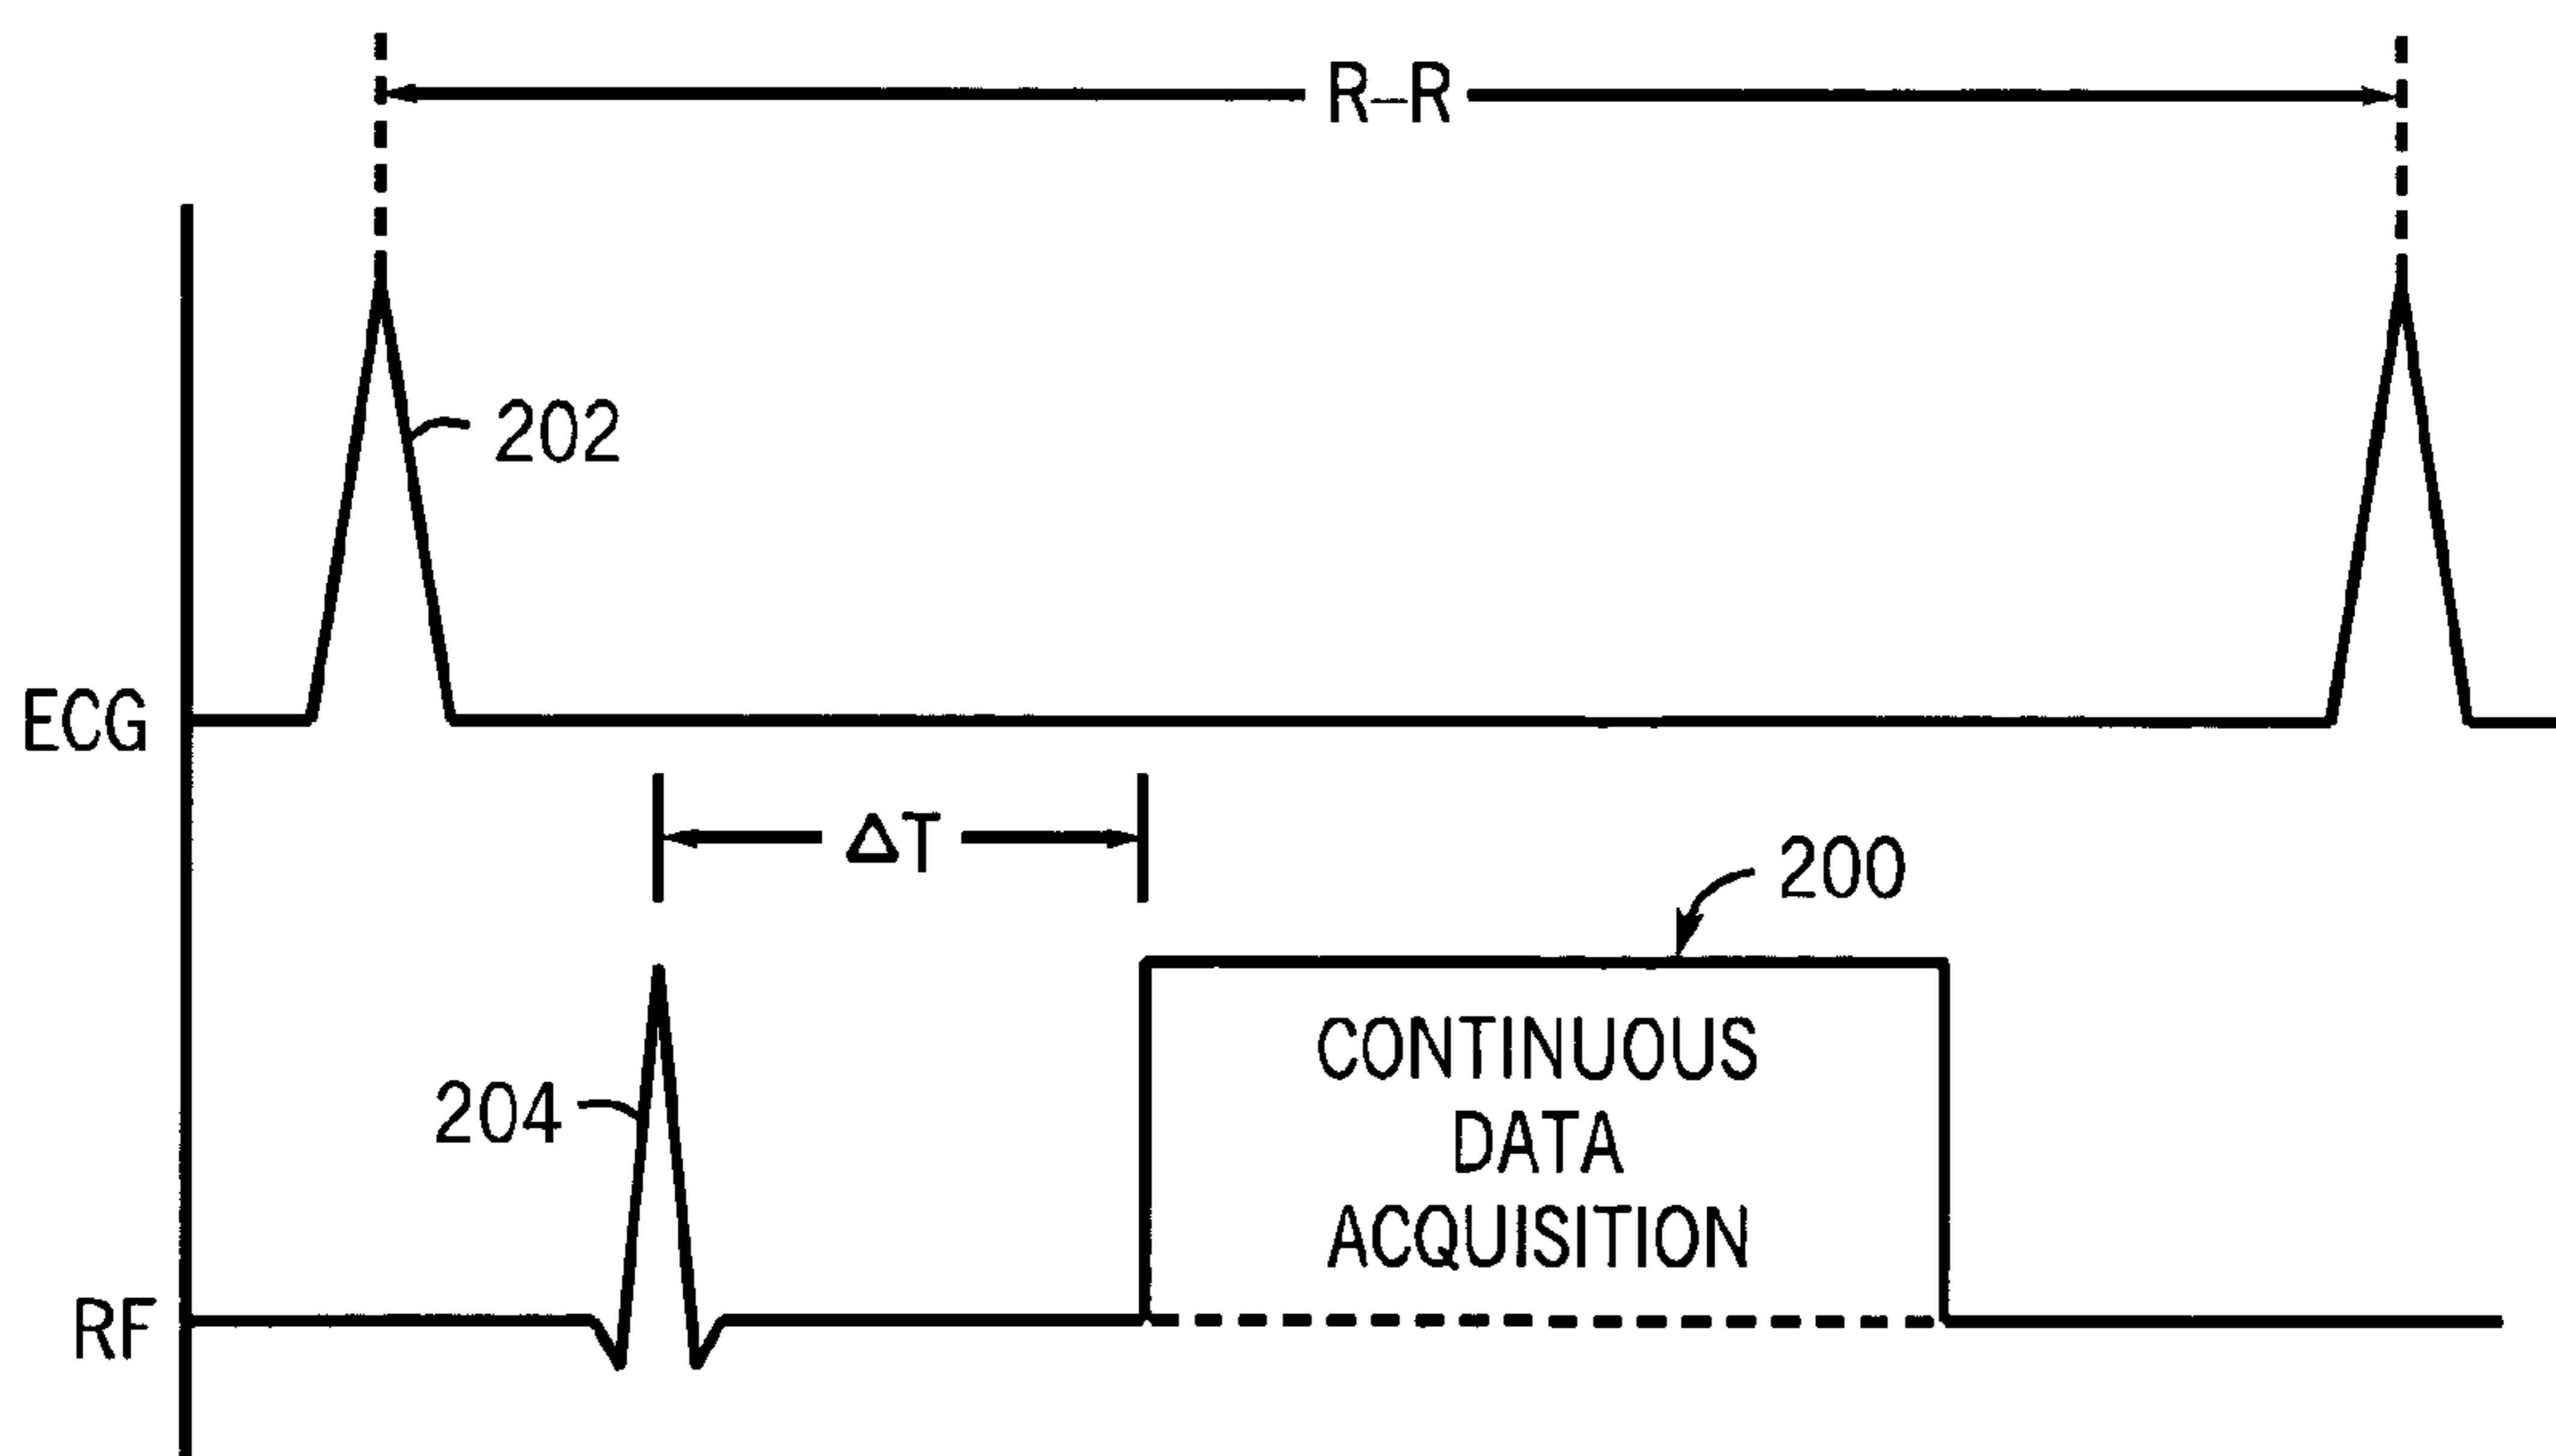 R–R
202
ECG
ΔT
200
CONTINUOUS
DATA
ACQUISITION
204
RF